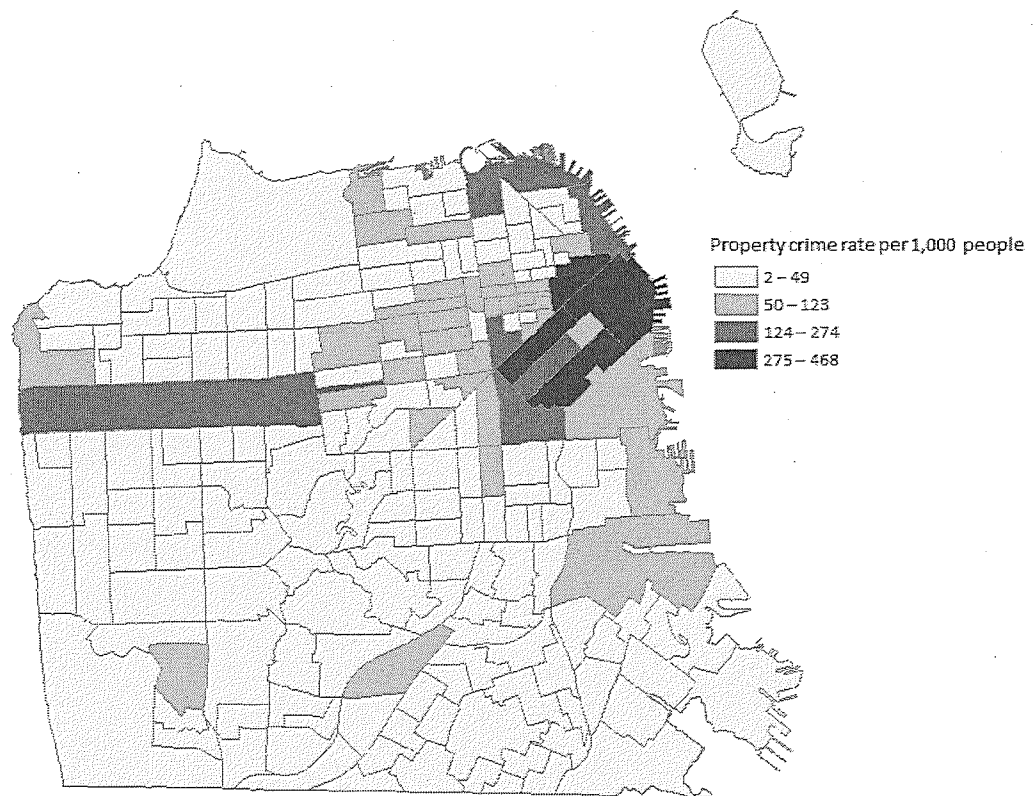 Property crime rate per 1,000 people
2 – 49
50 – 123
124 – 274
275 – 468